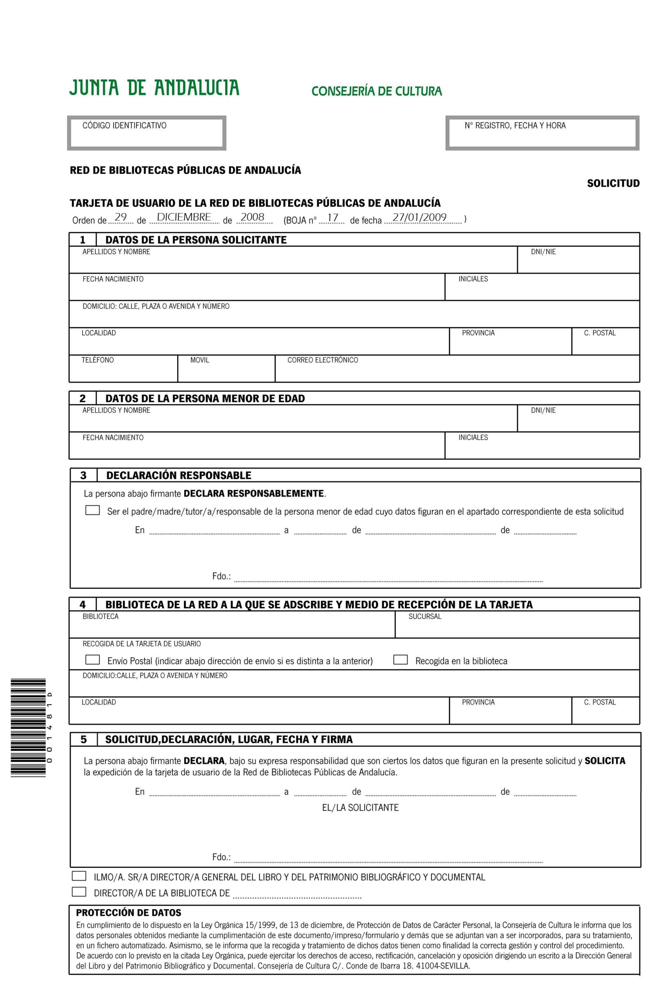 JUNTA DE ANDALUCIA CONSEJERÍA DE CULTURA
CÓDIGO IDENTIFICATIVO Nº REGISTRO, FECHA Y HORA
RED DE BIBLIOTECAS PÚBLICAS DE ANDALUCÍA
SOLICITUD
TARJETA DE USUARIO DE LA RED DE BIBLIOTECAS PÚBLICAS DE ANDALUCÍA
Orden de 29 de DICIEMBRE de 2008 (BOJA nº 17 de fecha 27/01/2009 )
1 DATOS DE LA PERSONA SOLICITANTE
APELLIDOS Y NOMBRE DNI/NIE
FECHA NACIMIENTO INICIALES
DOMICILIO: CALLE, PLAZA O AVENIDA Y NÚMERO
LOCALIDAD PROVINCIA C. POSTAL
TELÉFONO MOVIL CORREO ELECTRÓNICO
2 DATOS DE LA PERSONA MENOR DE EDAD
APELLIDOS Y NOMBRE DNI/NIE
FECHA NACIMIENTO INICIALES
3 DECLARACIÓN RESPONSABLE
La persona abajo firmante DECLARA RESPONSABLEMENTE.
Ser el padre/madre/tutor/a/responsable de la persona menor de edad cuyo datos figuran en el apartado correspondiente de esta solicitud
En a de de
Fdo.:
4 BIBLIOTECA DE LA RED A LA QUE SE ADSCRIBE Y MEDIO DE RECEPCIÓN DE LA TARJETA
BIBLIOTECA SUCURSAL
RECOGIDA DE LA TARJETA DE USUARIO
Envío Postal (indicar abajo dirección de envío si es distinta a la anterior) Recogida en la biblioteca
DOMICILIO:CALLE, PLAZA O AVENIDA Y NÚMERO
LOCALIDAD PROVINCIA C. POSTAL
001481D
5 SOLICITUD,DECLARACIÓN, LUGAR, FECHA Y FIRMA
La persona abajo firmante DECLARA, bajo su expresa responsabilidad que son ciertos los datos que figuran en la presente solicitud y SOLICITA
la expedición de la tarjeta de usuario de la Red de Bibliotecas Públicas de Andalucía.
En a de de
EL/LA SOLICITANTE
Fdo.:
ILMO/A. SR/A DIRECTOR/A GENERAL DEL LIBRO Y DEL PATRIMONIO BIBLIOGRÁFICO Y DOCUMENTAL
DIRECTOR/A DE LA BIBLIOTECA DE
PROTECCIÓN DE DATOS
En cumplimiento de lo dispuesto en la Ley Orgánica 15/1999, de 13 de diciembre, de Protección de Datos de Carácter Personal, la Consejería de Cultura le informa que los
datos personales obtenidos mediante la cumplimentación de este documento/impreso/formulario y demás que se adjuntan van a ser incorporados, para su tratamiento,
en un fichero automatizado. Asimismo, se le informa que la recogida y tratamiento de dichos datos tienen como finalidad la correcta gestión y control del procedimiento.
De acuerdo con lo previsto en la citada Ley Orgánica, puede ejercitar los derechos de acceso, rectificación, cancelación y oposición dirigiendo un escrito a la Dirección General
del Libro y del Patrimonio Bibliográfico y Documental. Consejería de Cultura C/. Conde de Ibarra 18. 41004-SEVILLA.